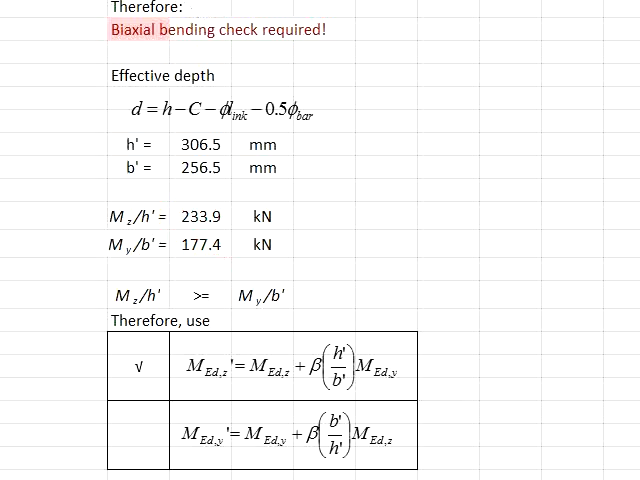 Therefore:
Biaxial bending check required!
Effective depth
d = h − C − ϕlink − 0.5ϕbar
h' = 306.5 mm
b' = 256.5 mm
Mz/h' = 233.9 kN
My/b' = 177.4 kN
Mz/h' >= My/b'
Therefore, use
√ MEd,z' = MEd,z + β(h'/b')MEd,y
MEd,y' = MEd,y + β(b'/h')MEd,z